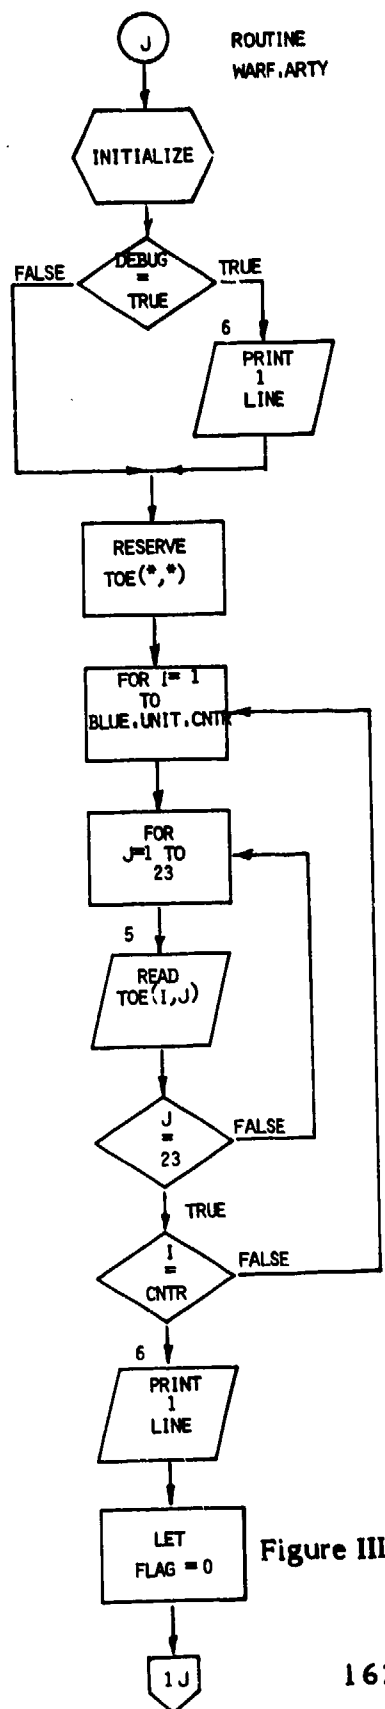 J
ROUTINE
WARF.ARTY
INITIALIZE
DEBUG
=
TRUE
FALSE
TRUE
6
PRINT
1
LINE
RESERVE
TOE(*,*)
FOR I= 1
TO
BLUE.UNIT.CNTR
FOR
J=1 TO
23
5
READ
TOE(I,J)
J
=
23
FALSE
TRUE
I
=
CNTR
FALSE
6
PRINT
1
LINE
LET
FLAG = 0
Figure III
1J